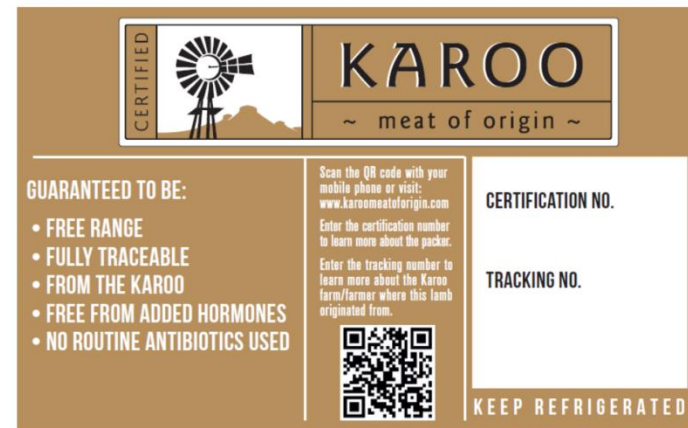 CERTIFIED
KAROO
~ meat of origin ~
GUARANTEED TO BE:
• FREE RANGE
• FULLY TRACEABLE
• FROM THE KAROO
• FREE FROM ADDED HORMONES
• NO ROUTINE ANTIBIOTICS USED
Scan the QR code with your
mobile phone or visit:
www.karoomeatoforigin.com
Enter the certification number
to learn more about the packer.
Enter the tracking number to
learn more about the Karoo
farm/farmer where this lamb
originated from.
CERTIFICATION NO.
TRACKING NO.
KEEP REFRIGERATED